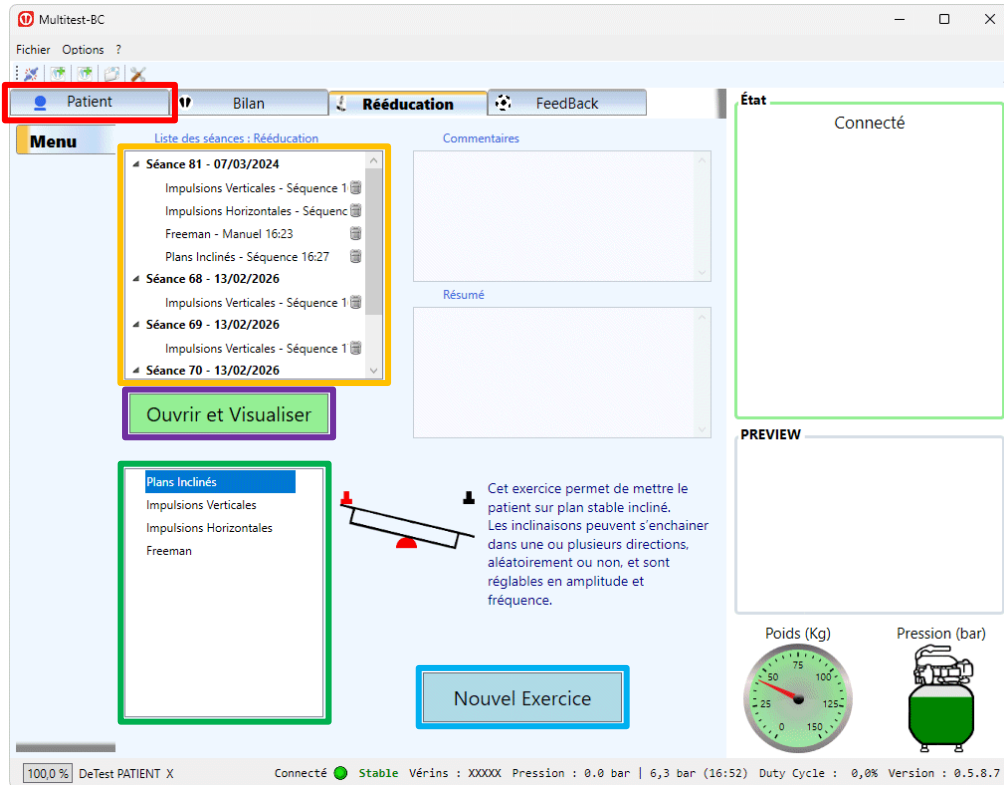 Multitest-BC
Fichier Options ?
Patient
Bilan
Rééducation
FeedBack
Menu
Liste des séances : Rééducation
Séance 81 - 07/03/2024
Impulsions Verticales - Séquence 1
Impulsions Horizontales - Séquenc
Freeman - Manuel 16:23
Plans Inclinés - Séquence 16:27
Séance 68 - 13/02/2026
Impulsions Verticales - Séquence 1
Séance 69 - 13/02/2026
Impulsions Verticales - Séquence 1
Séance 70 - 13/02/2026
Commentaires
Résumé
Ouvrir et Visualiser
Plans Inclinés
Impulsions Verticales
Impulsions Horizontales
Freeman
Cet exercice permet de mettre le
patient sur plan stable incliné.
Les inclinaisons peuvent s’enchainer
dans une ou plusieurs directions,
aléatoirement ou non, et sont
réglables en amplitude et
fréquence.
Nouvel Exercice
État
Connecté
PREVIEW
Poids (Kg)
0
25
50
75
100
125
150
Pression (bar)
100,0 % DeTest PATIENT X Connecté Stable Vérins : XXXXX Pression : 0.0 bar | 6,3 bar (16:52) Duty Cycle : 0,0% Version : 0.5.8.7